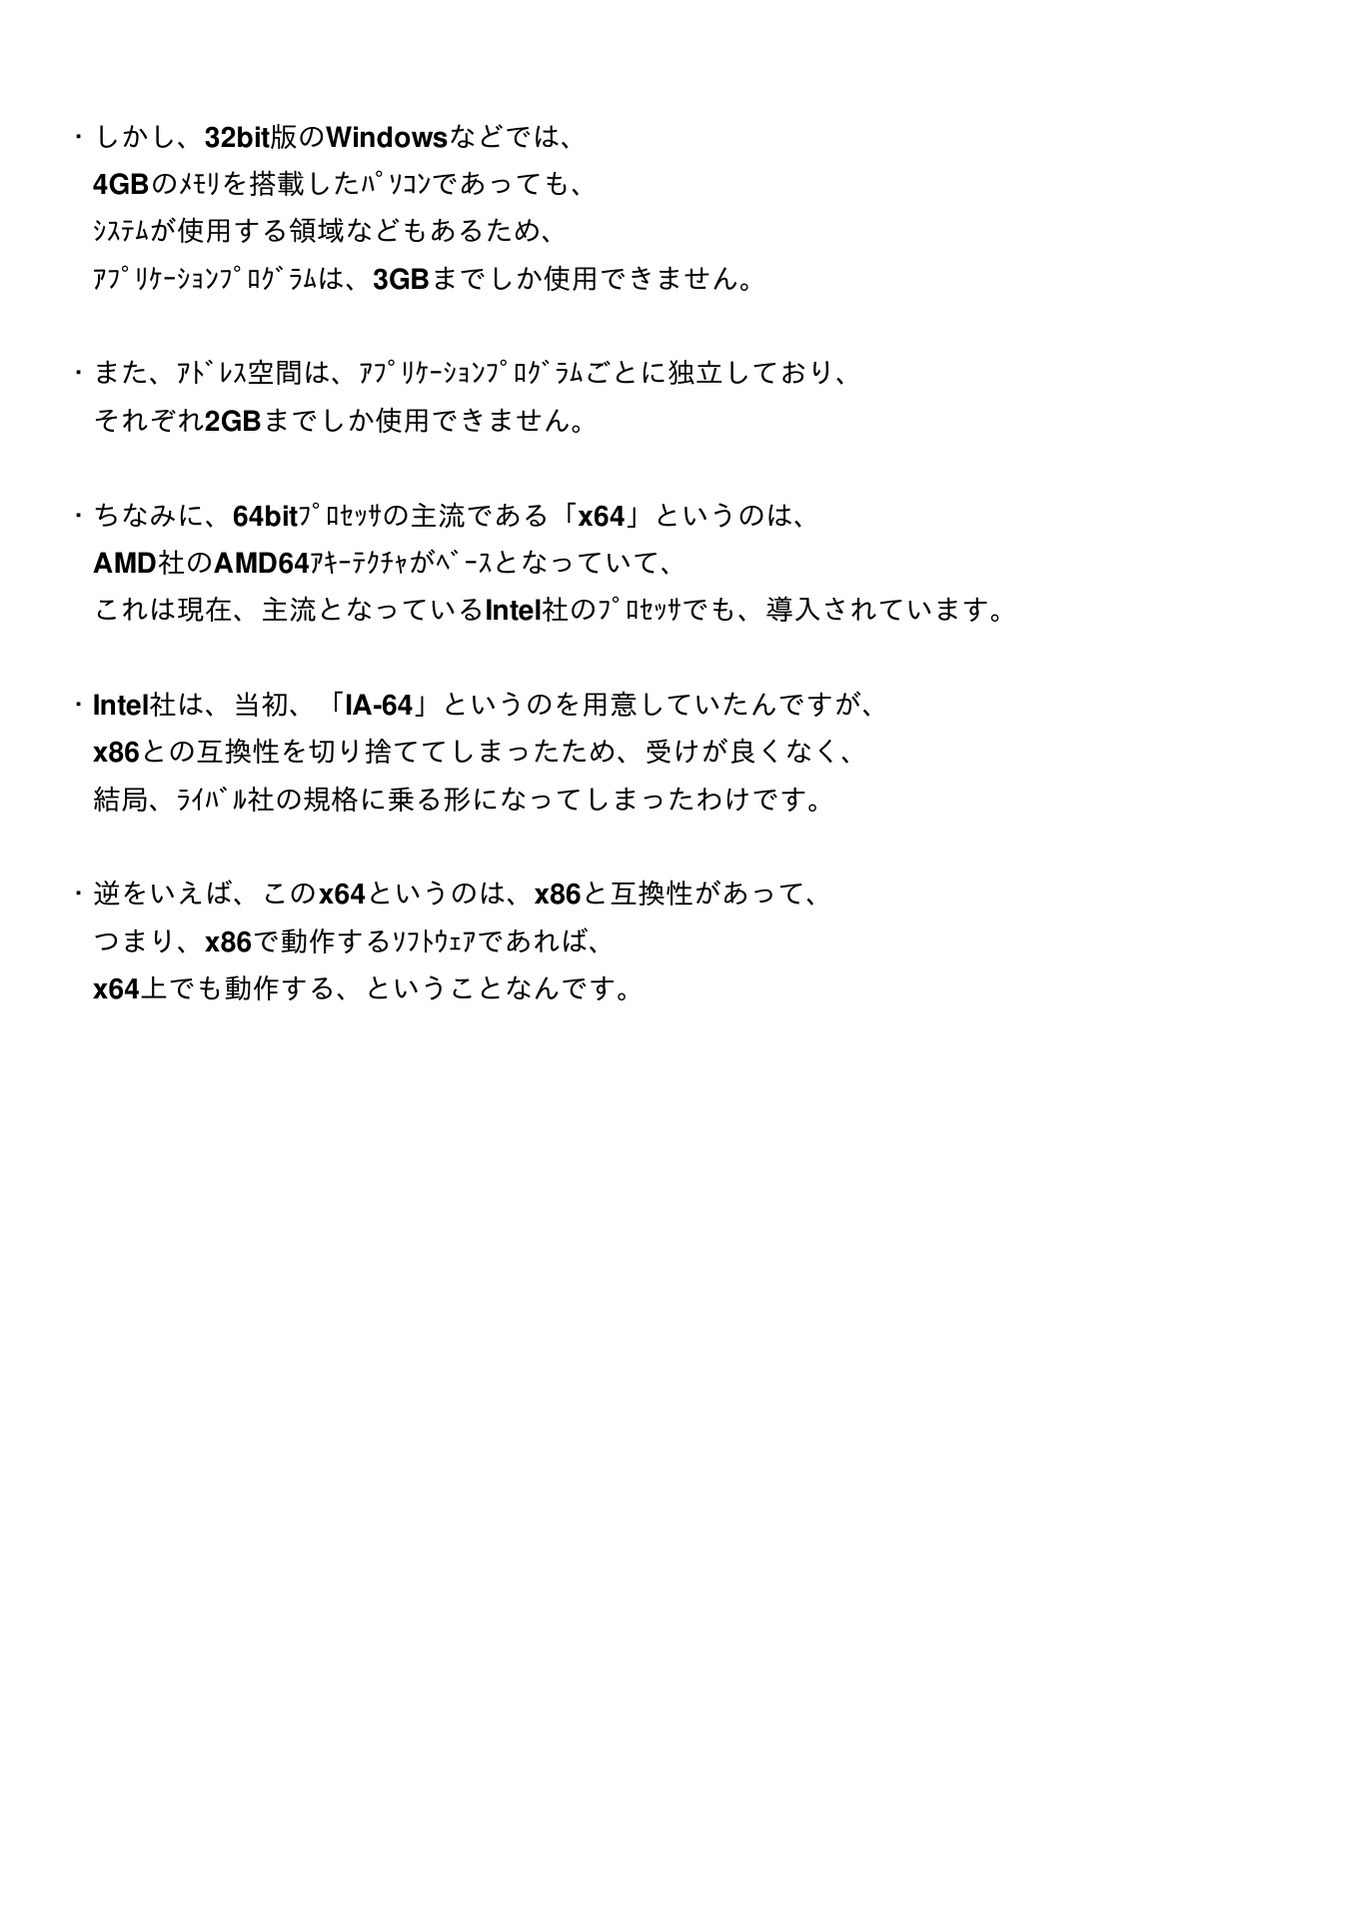 ・しかし、32bit版のWindowsなどでは、
4GBのﾒﾓﾘを搭載したﾊﾟｿｺﾝであっても、
ｼｽﾃﾑが使用する領域などもあるため、
ｱﾌﾟﾘｹｰｼｮﾝﾌﾟﾛｸﾞﾗﾑは、3GBまでしか使用できません。
・また、ｱﾄﾞﾚｽ空間は、ｱﾌﾟﾘｹｰｼｮﾝﾌﾟﾛｸﾞﾗﾑごとに独立しており、
それぞれ2GBまでしか使用できません。
・ちなみに、64bitﾌﾟﾛｾｯｻの主流である「x64」というのは、
AMD社のAMD64ｱｷｰﾃｸﾁｬがﾍﾞｰｽとなっていて、
これは現在、主流となっているIntel社のﾌﾟﾛｾｯｻでも、導入されています。
・Intel社は、当初、「IA-64」というのを用意していたんですが、
x86との互換性を切り捨ててしまったため、受けが良くなく、
結局、ﾗｲﾊﾞﾙ社の規格に乗る形になってしまったわけです。
・逆をいえば、このx64というのは、x86と互換性があって、
つまり、x86で動作するｿﾌﾄｳｪｱであれば、
x64上でも動作する、ということなんです。